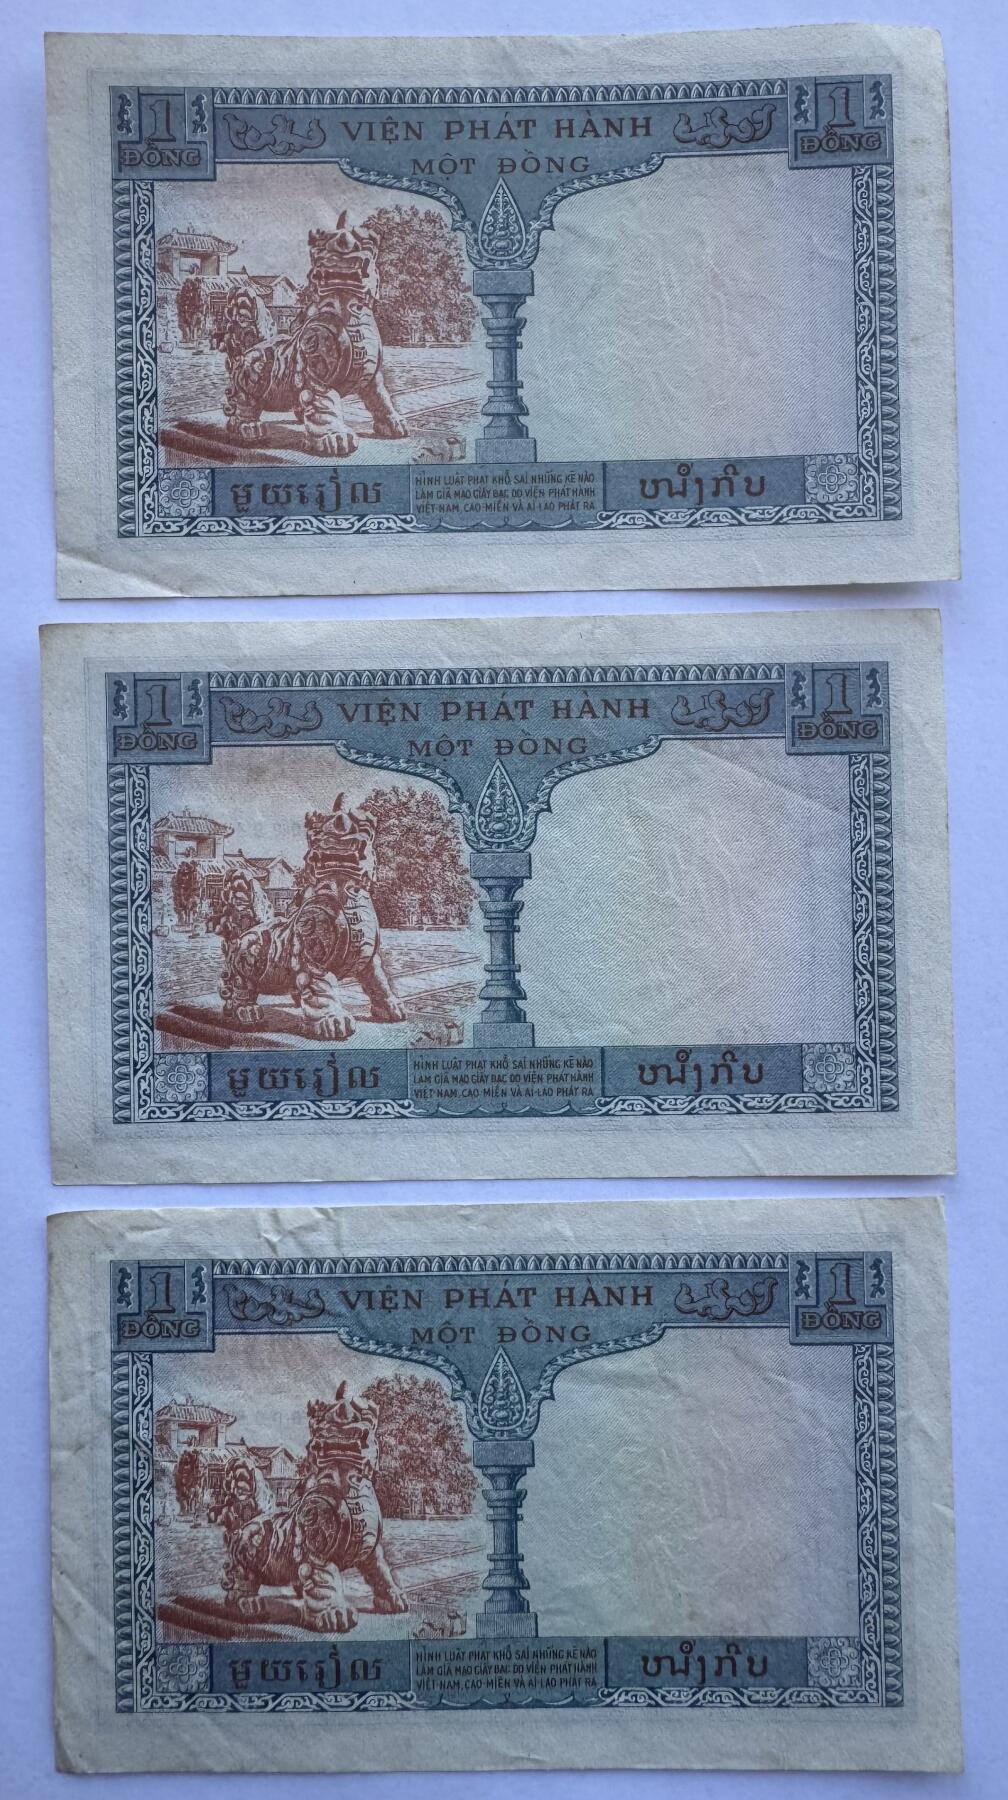 1 VIỆN PHÁT HÀNH 1
ĐỒNG MỘT ĐỒNG ĐỒNG
មួយរៀល
HÌNH LUẬT PHẠT KHỔ SAI NHỮNG KẺ NÀO
LÀM GIẢ MẠO GIẤY BẠC DO VIỆN PHÁT HÀNH
VIỆT-NAM, CAO-MIÊN VÀ AI-LAO PHÁT RA
ໜຶ່ງກີບ
1 VIỆN PHÁT HÀNH 1
ĐỒNG MỘT ĐỒNG ĐỒNG
មួយរៀល
HÌNH LUẬT PHẠT KHỔ SAI NHỮNG KẺ NÀO
LÀM GIẢ MẠO GIẤY BẠC DO VIỆN PHÁT HÀNH
VIỆT-NAM, CAO-MIÊN VÀ AI-LAO PHÁT RA
ໜຶ່ງກີບ
1 VIỆN PHÁT HÀNH 1
ĐỒNG MỘT ĐỒNG ĐỒNG
មួយរៀល
HÌNH LUẬT PHẠT KHỔ SAI NHỮNG KẺ NÀO
LÀM GIẢ MẠO GIẤY BẠC DO VIỆN PHÁT HÀNH
VIỆT-NAM, CAO-MIÊN VÀ AI-LAO PHÁT RA
ໜຶ່ງກີບ